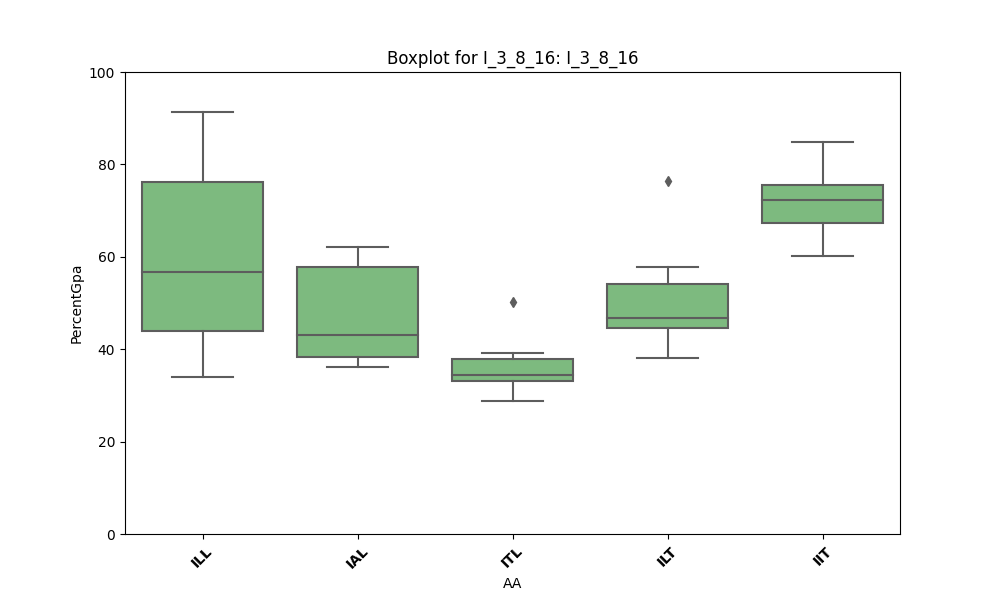 Boxplot for I_3_8_16: I_3_8_16
100
80
60
40
20
0
PercentGpa
ILL
IAL
ITL
ILT
IIT
AA